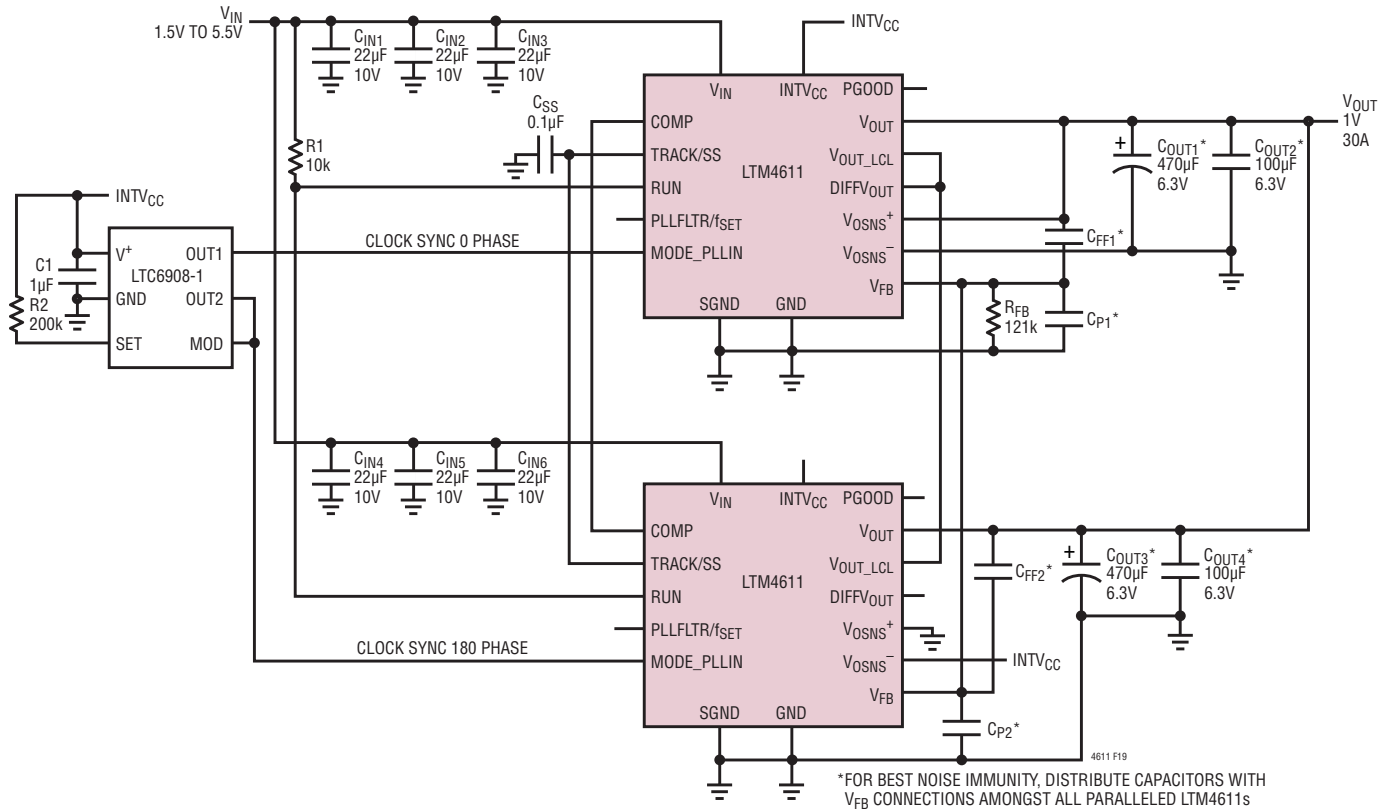 VIN
1.5V TO 5.5V
CIN1
22µF
10V
CIN2
22µF
10V
CIN3
22µF
10V
INTVCC
R1
10k
CSS
0.1µF
VIN
INTVCC
PGOOD
COMP
TRACK/SS
RUN
PLLFLTR/fSET
MODE_PLLIN
LTM4611
VOUT
VOUT_LCL
DIFFVOUT
VOSNS+
VOSNS–
VFB
SGND
GND
VOUT
1V
30A
COUT1*
470µF
6.3V
COUT2*
100µF
6.3V
+
CFF1*
RFB
121k
CP1*
INTVCC
C1
1µF
R2
200k
V+
GND
SET
LTC6908-1
OUT1
OUT2
MOD
CLOCK SYNC 0 PHASE
CIN4
22µF
10V
CIN5
22µF
10V
CIN6
22µF
10V
VIN
INTVCC
PGOOD
COMP
TRACK/SS
RUN
PLLFLTR/fSET
MODE_PLLIN
LTM4611
VOUT
VOUT_LCL
DIFFVOUT
VOSNS+
VOSNS–
VFB
SGND
GND
CLOCK SYNC 180 PHASE
CFF2*
+
COUT3*
470µF
6.3V
COUT4*
100µF
6.3V
INTVCC
CP2*
4611 F19
*FOR BEST NOISE IMMUNITY, DISTRIBUTE CAPACITORS WITH
VFB CONNECTIONS AMONGST ALL PARALLELED LTM4611s